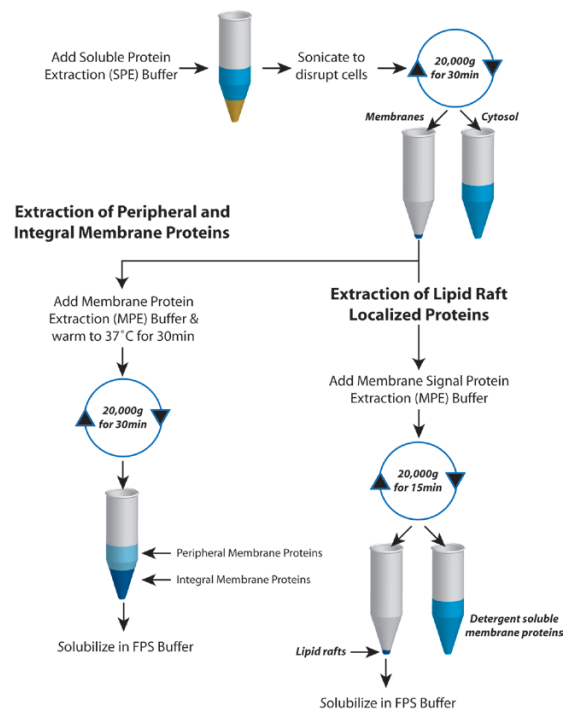 Add Soluble Protein
Extraction (SPE) Buffer
Sonicate to
disrupt cells
20,000g
for 30min
Membranes
Cytosol
Extraction of Peripheral and
Integral Membrane Proteins
Add Membrane Protein
Extraction (MPE) Buffer &
warm to 37˚C for 30min
20,000g
for 30min
Peripheral Membrane Proteins
Integral Membrane Proteins
Solubilize in FPS Buffer
Extraction of Lipid Raft
Localized Proteins
Add Membrane Signal Protein
Extraction (MPE) Buffer
20,000g
for 15min
Lipid rafts
Detergent soluble
membrane proteins
Solubilize in FPS Buffer